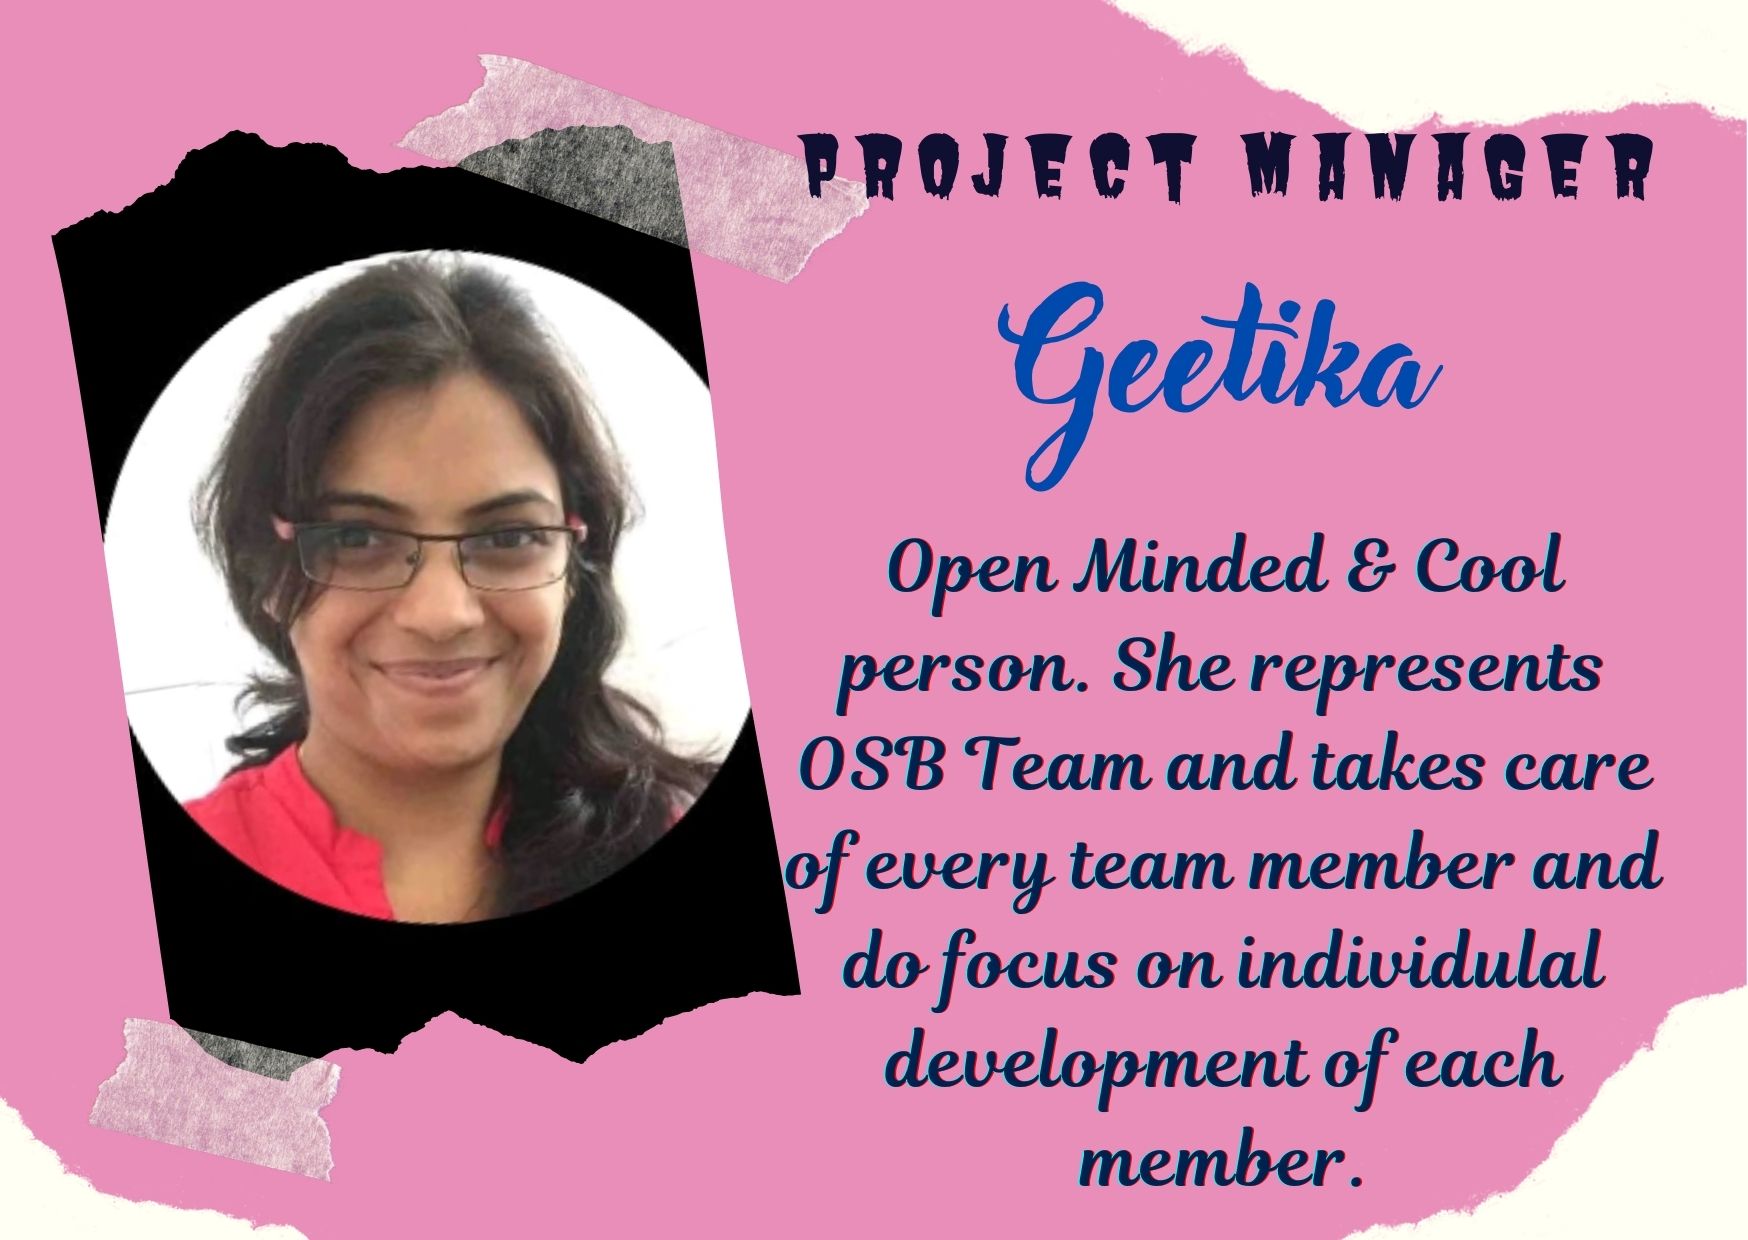 PROJECT MANAGER
Geetika
Open Minded & Cool
person. She represents
OSB Team and takes care
of every team member and
do focus on individulal
development of each
member.